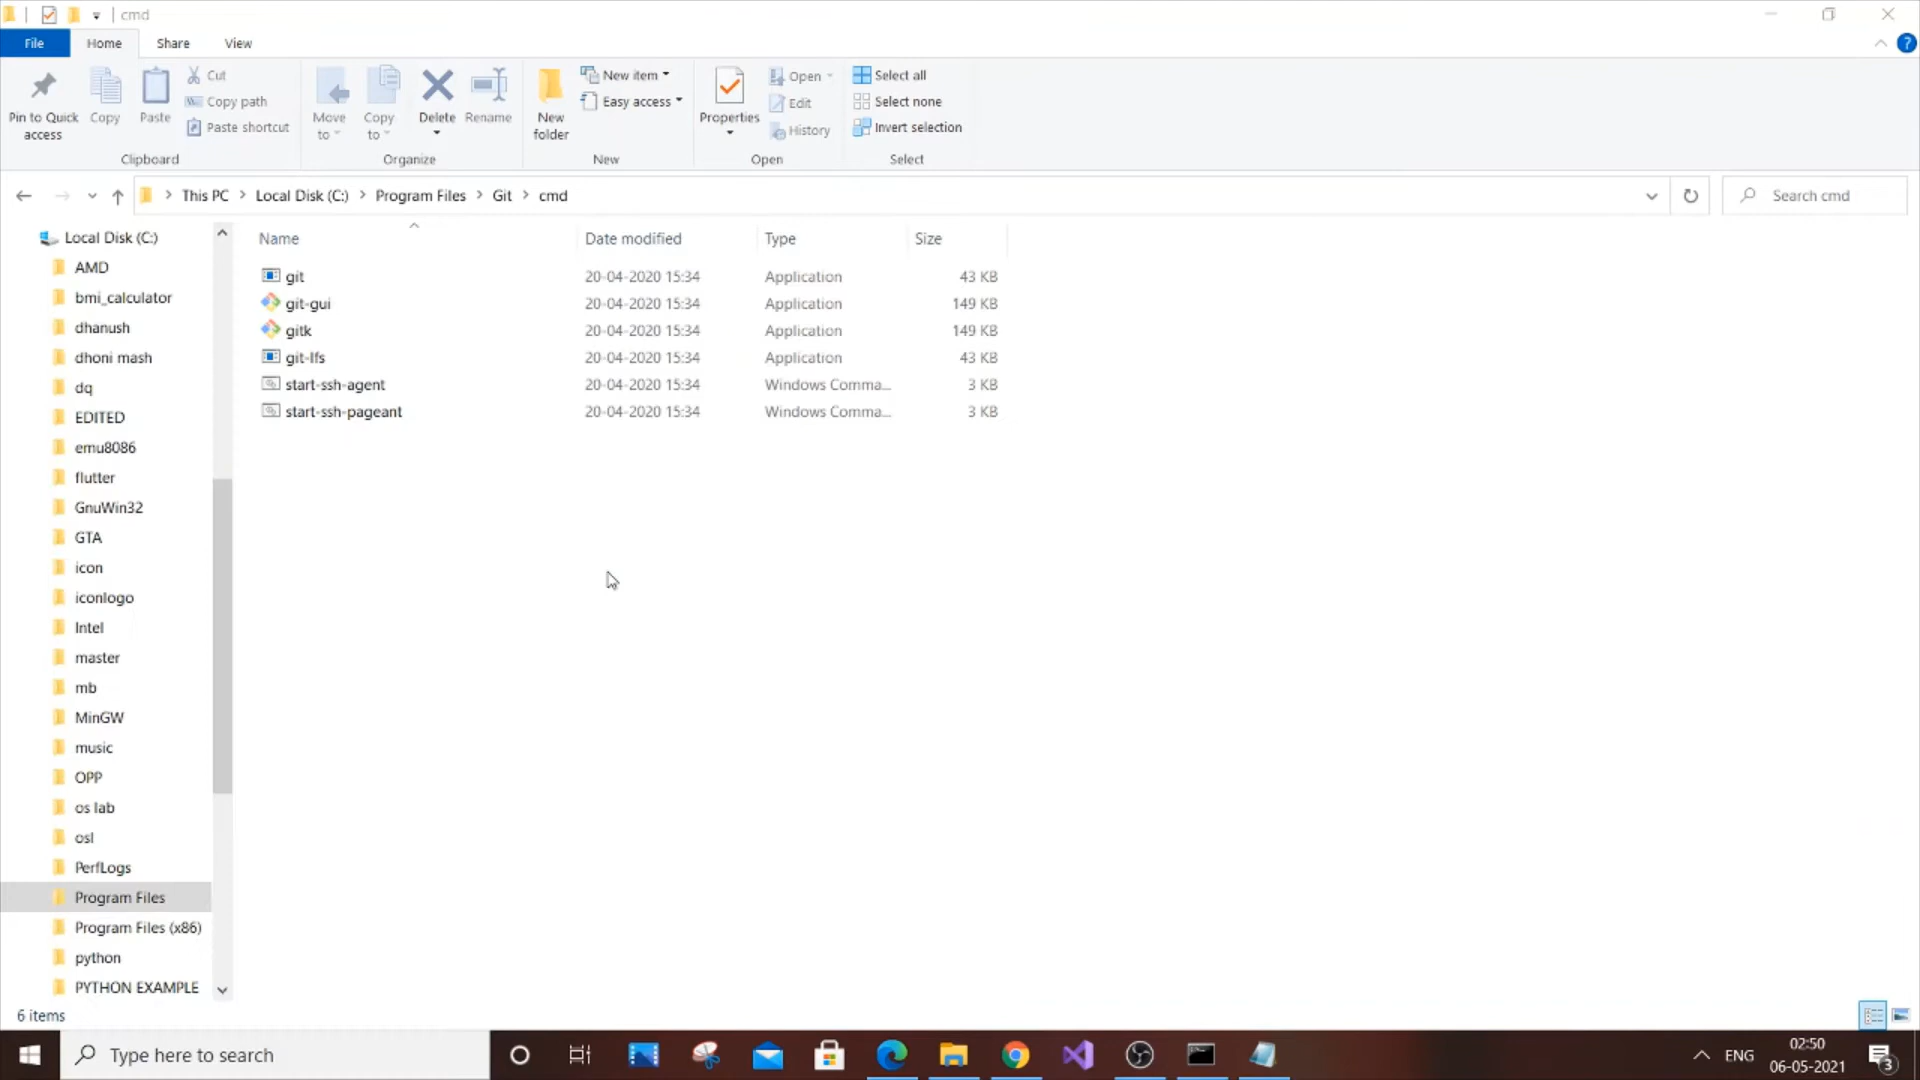 cmd
File Home Share View
Pin to Quick access
Copy
Paste
Cut
Copy path
Paste shortcut
Clipboard
Move to
Copy to
Delete
Rename
Organize
New folder
New item
Easy access
New
Properties
Open
Edit
History
Open
Select all
Select none
Invert selection
Select
This PC > Local Disk (C:) > Program Files > Git > cmd
Search cmd
Local Disk (C:)
AMD
bmi_calculator
dhanush
dhoni mash
dq
EDITED
emu8086
flutter
GnuWin32
GTA
icon
iconlogo
Intel
master
mb
MinGW
music
OPP
os lab
osl
PerfLogs
Program Files
Program Files (x86)
python
PYTHON EXAMPLE
Name Date modified Type Size
git 20-04-2020 15:34 Application 43 KB
git-gui 20-04-2020 15:34 Application 149 KB
gitk 20-04-2020 15:34 Application 149 KB
git-lfs 20-04-2020 15:34 Application 43 KB
start-ssh-agent 20-04-2020 15:34 Windows Comma... 3 KB
start-ssh-pageant 20-04-2020 15:34 Windows Comma... 3 KB
6 items
Type here to search
ENG
02:50
06-05-2021
3